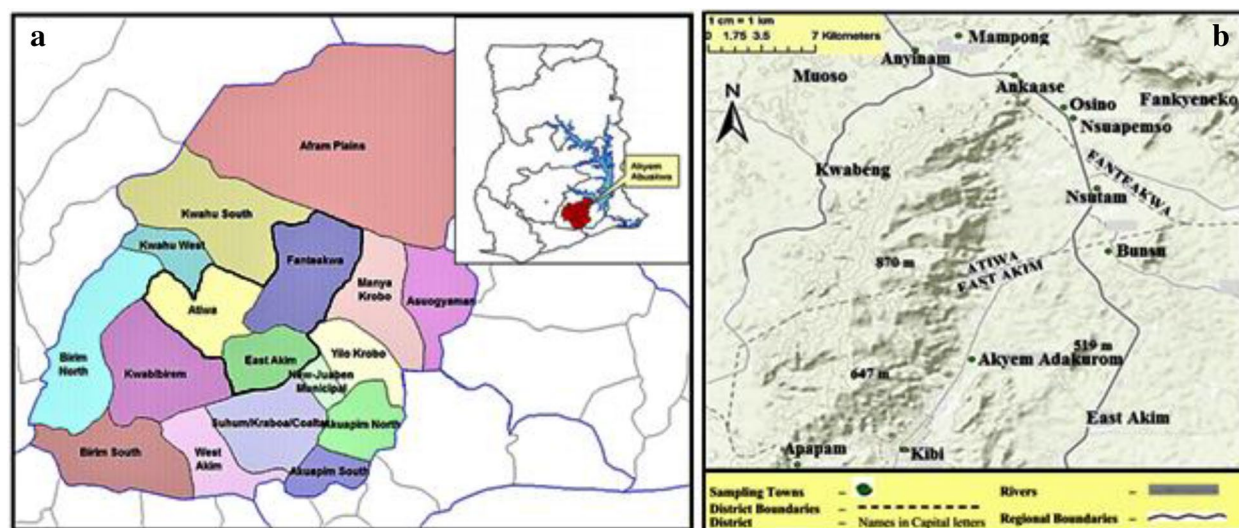 a
Afram Plains
Kwahu South
Kwahu West
Fanteakwa
Manya
Krobo
Asuogyaman
Atiwa
Birim
North
East Akim
Yilo Krobo
Kwabibirem
New-Juaben
Municipal
Suhum/Kraboa/Coaltar
Akuapim North
Birim South
West
Akim
Akuapim South
Akyem
Abuakwa
b
1 cm = 1 km
0 1.75 3.5 7 Kilometers
Mampong
Anyinam
Muoso
Ankaase
Fankyeneko
Osino
Nsuapemso
N
Kwabeng
FANTEAKWA
Nsutam
Bunsu
870 m
ATIWA
EAST AKIM
519 m
Akyem Adakurom
647 m
East Akim
Apapam
Kibi
Sampling Towns –
District Boundaries –
District – Names in Capital letters
Rivers –
Regional Boundaries –